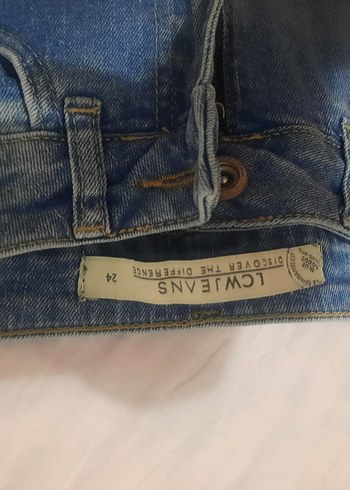 LCWJEANS
DISCOVER THE DIFFERENCE
24